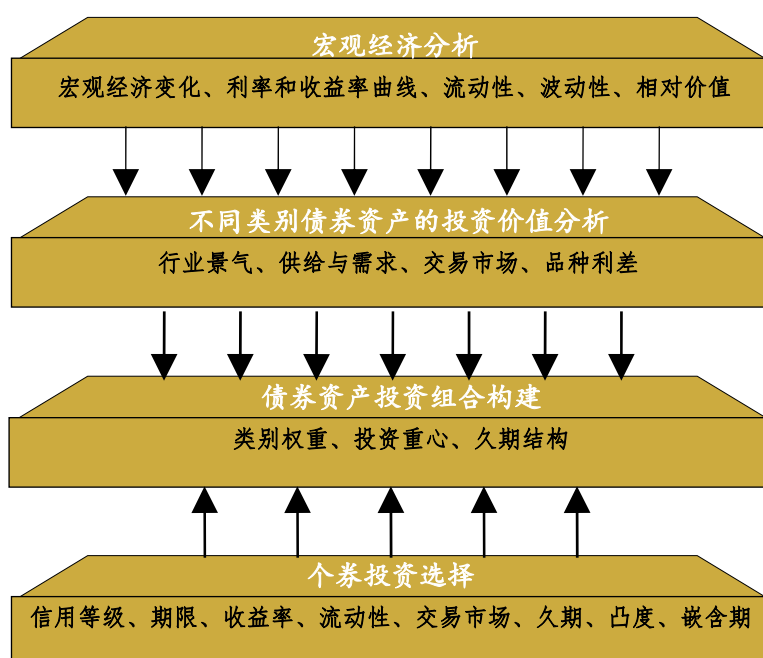 宏观经济分析
宏观经济变化、利率和收益率曲线、流动性、波动性、相对价值
不同类别债券资产的投资价值分析
行业景气、供给与需求、交易市场、品种利差
债券资产投资组合构建
类别权重、投资重心、久期结构
个券投资选择
信用等级、期限、收益率、流动性、交易市场、久期、凸度、嵌含期